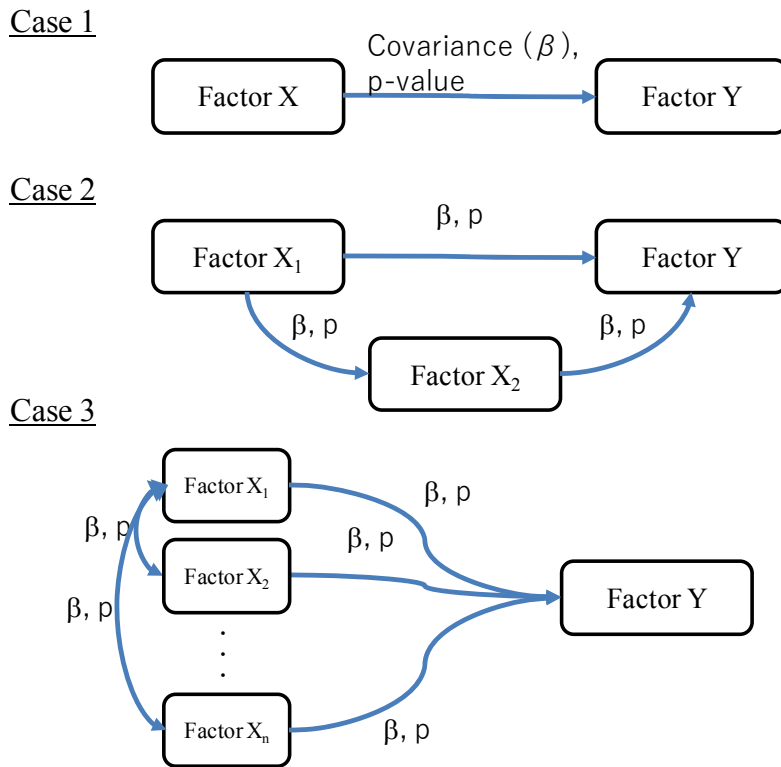 Case 1
Covariance (β),
p-value
Factor X
Factor Y
Case 2
β, p
Factor X₁
Factor Y
β, p
β, p
Factor X₂
Case 3
Factor X₁
β, p
β, p
β, p
Factor X₂
Factor Y
β, p
.
.
.
Factor Xₙ
β, p